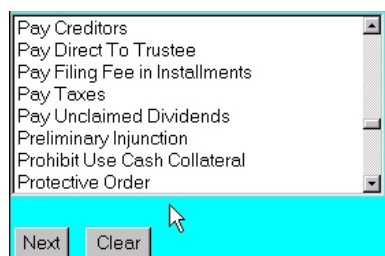 Pay Creditors
Pay Direct To Trustee
Pay Filing Fee in Installments
Pay Taxes
Pay Unclaimed Dividends
Preliminary Injunction
Prohibit Use Cash Collateral
Protective Order
Next Clear